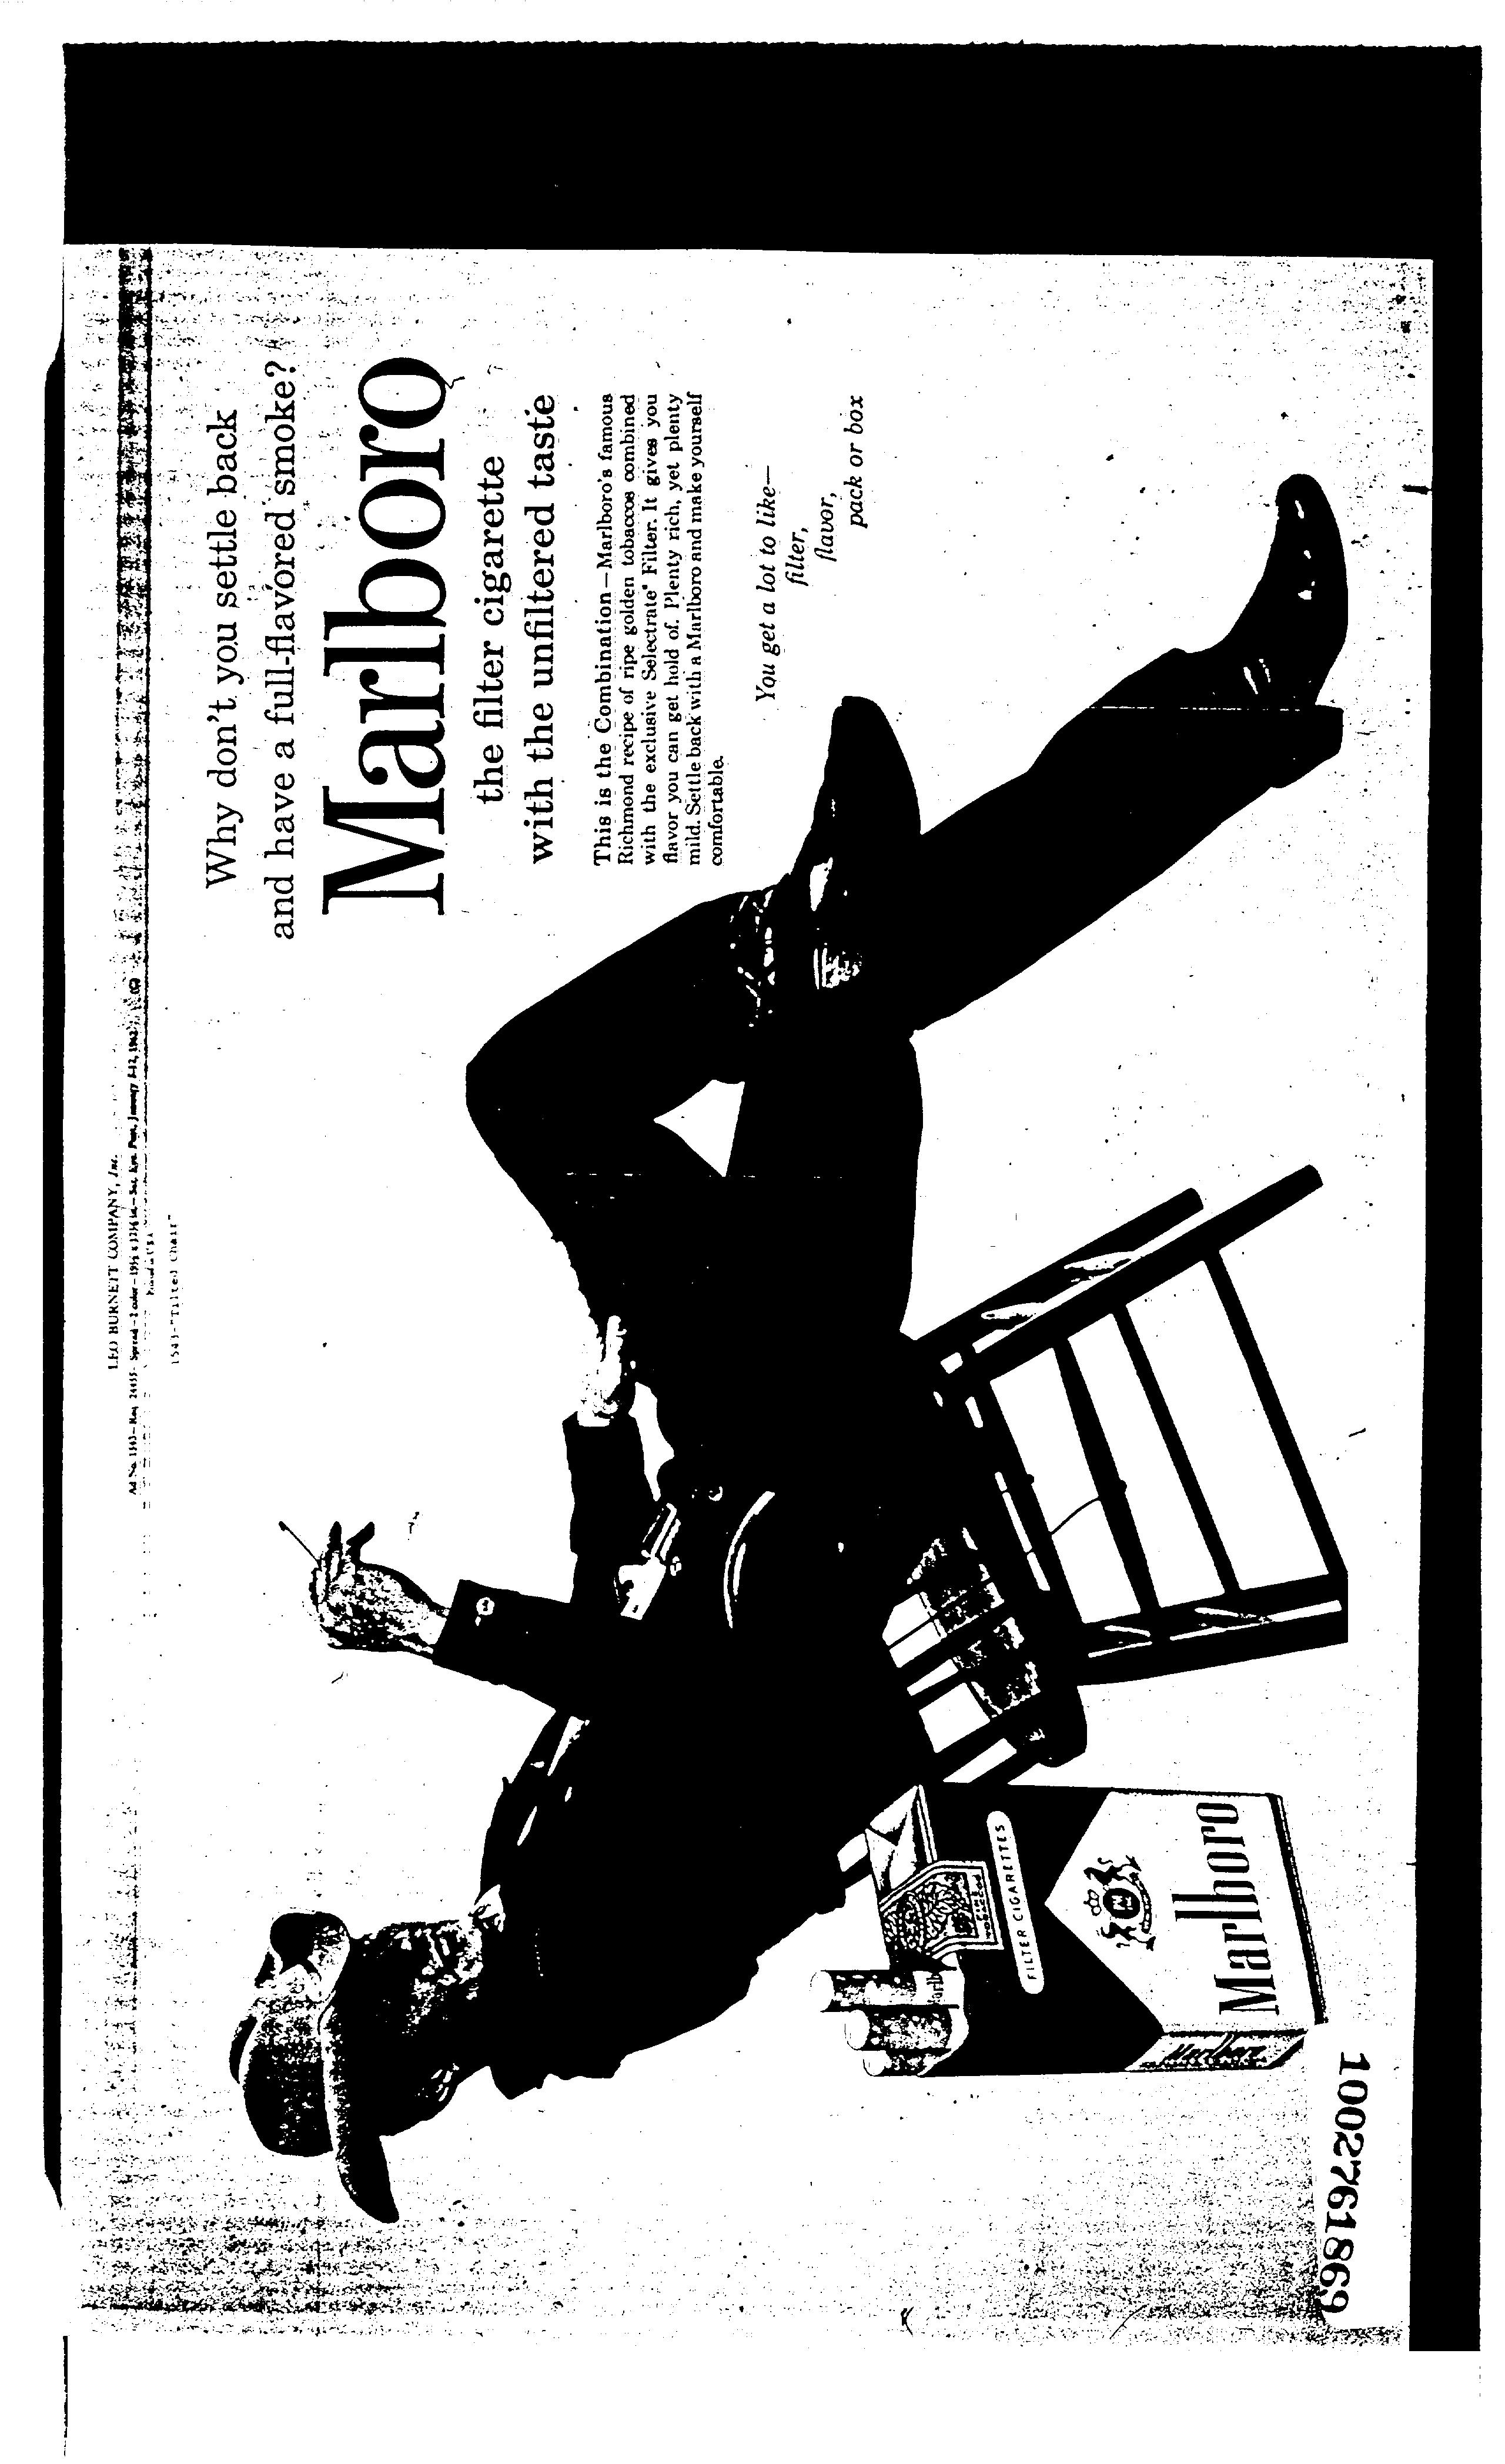 LEO BURNETT COMPANY, Inc.
1543-"Tilted Chair"
Why don't you settle back
and have a full-flavored smoke?
Marlboro
the filter cigarette
with the unfiltered taste
This is the Combination—Marlboro's famous
Richmond recipe of ripe golden tobaccos combined
with the exclusive Selectrate® Filter. It gives you
flavor you can get hold of. Plenty rich, yet plenty
mild. Settle back with a Marlboro and make yourself
comfortable.
You get a lot to like—
filter,
flavor,
pack or box
FILTER CIGARETTES
Marlboro
Marlboro
1002761869